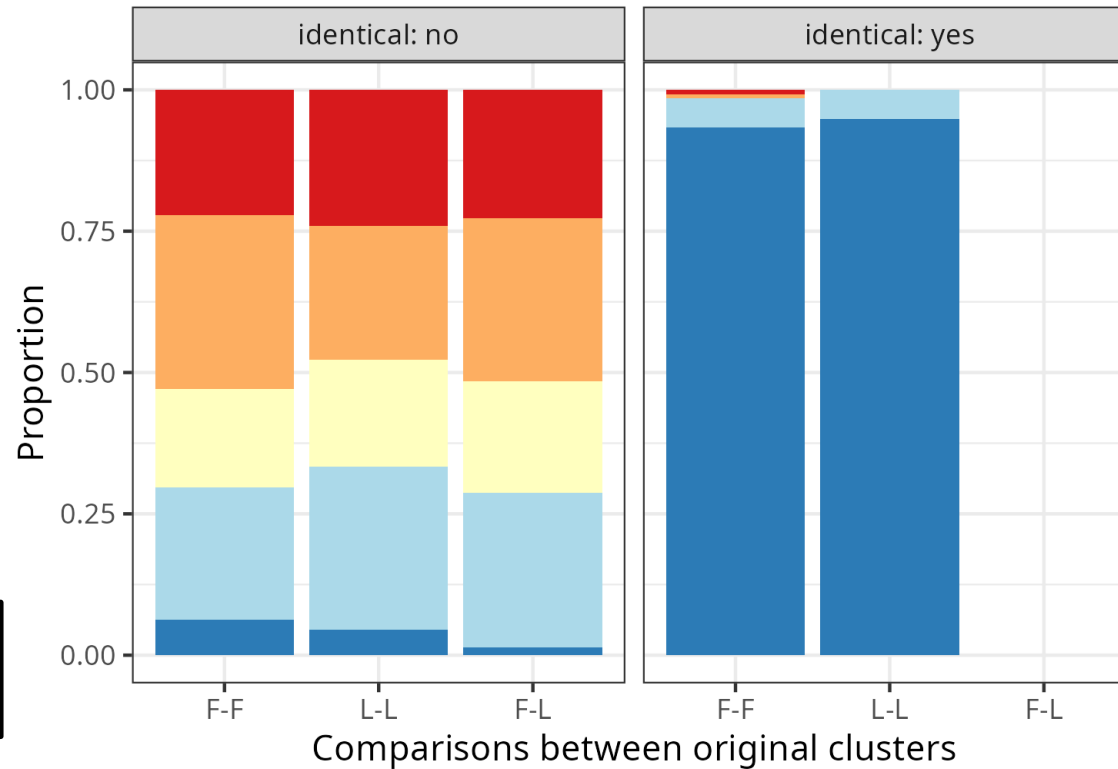 identical: no
identical: yes
1.00
0.75
0.50
0.25
0.00
Proportion
F-F
L-L
F-L
F-F
L-L
F-L
Comparisons between original clusters